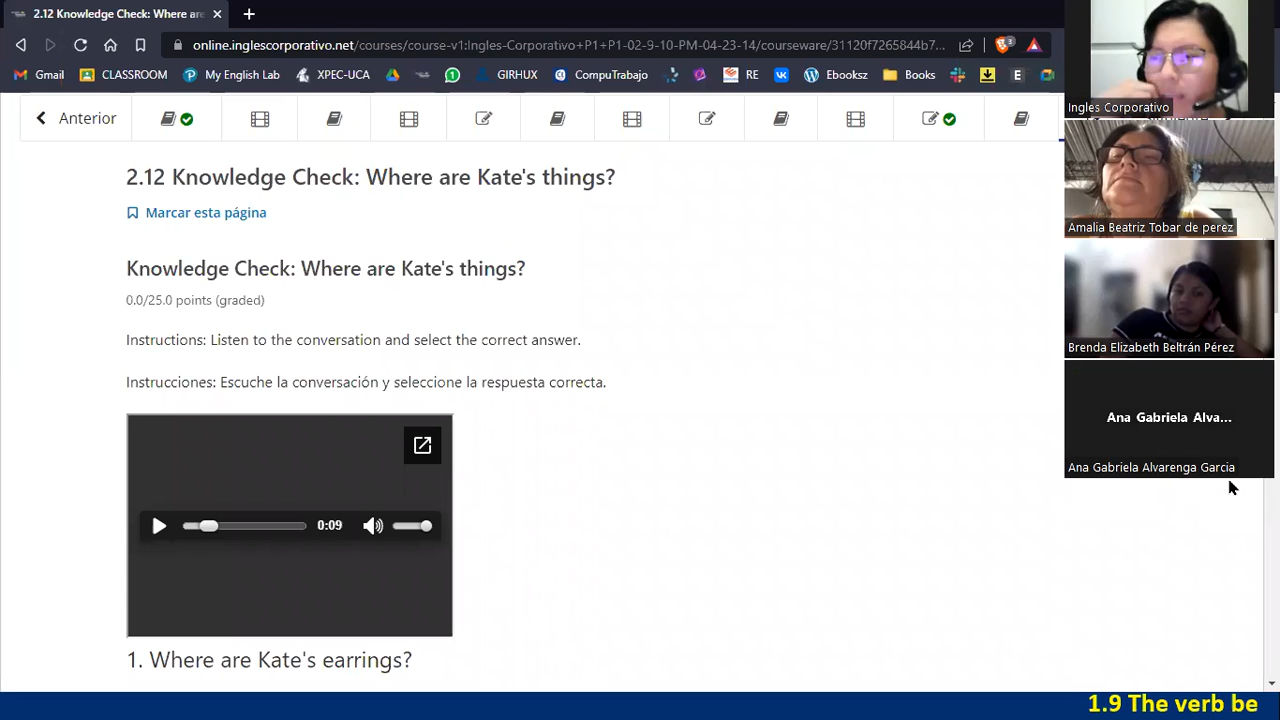 2.12 Knowledge Check: Where are
online.inglescorporativo.net/courses/course-v1:Ingles-Corporativo+P1+P1-02-9-10-PM-04-23-14/courseware/31120f7265844b7...
3
Gmail
CLASSROOM
My English Lab
XPEC-UCA
1
GIRHUX
CompuTrabajo
RE
Ebooksz
Books
E
Anterior
2.12 Knowledge Check: Where are Kate's things?
Marcar esta página
Knowledge Check: Where are Kate's things?
0.0/25.0 points (graded)
Instructions: Listen to the conversation and select the correct answer.
Instrucciones: Escuche la conversación y seleccione la respuesta correcta.
0:09
1. Where are Kate's earrings?
Ingles Corporativo
Amalia Beatriz Tobar de perez
Brenda Elizabeth Beltrán Pérez
Ana Gabriela Alva...
Ana Gabriela Alvarenga Garcia
1.9 The verb be